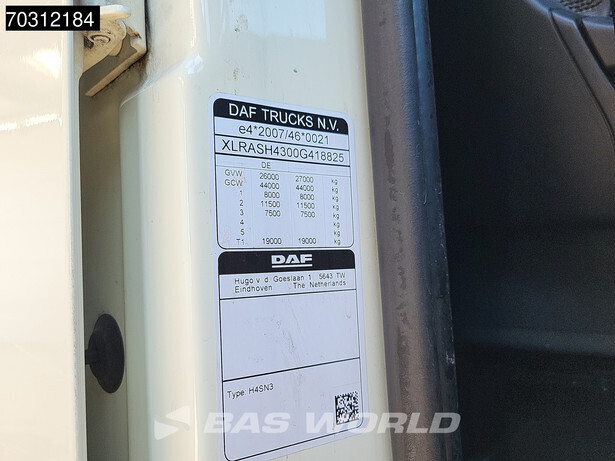 70312184
DAF TRUCKS N.V.
e4*2007/46*0021
XLRASH4300G418825
DE
GVW: 26000 27000 kg
GCW: 44000 44000 kg
1 8000 8000 kg
2 11500 11500 kg
3 7500 7500 kg
4 kg
5 kg
T1 19000 19000 kg
DAF
Hugo v. d Goeslaan 1 5643 TW
Eindhoven The Netherlands
Type: H4SN3
BAS WORLD